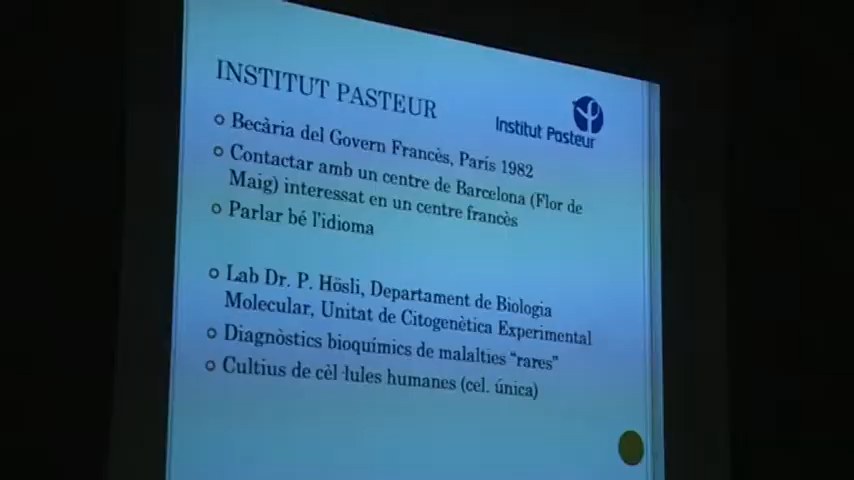 INSTITUT PASTEUR
Institut Pasteur
Becària del Govern Francès, París 1982
Contactar amb un centre de Barcelona (Flor de
Maig) interessat en un centre francès
Parlar bé l'idioma
Lab Dr. P. Hösli, Departament de Biologia
Molecular, Unitat de Citogenètica Experimental
Diagnòstics bioquímics de malalties "rares"
Cultius de cèl·lules humanes (cel. única)